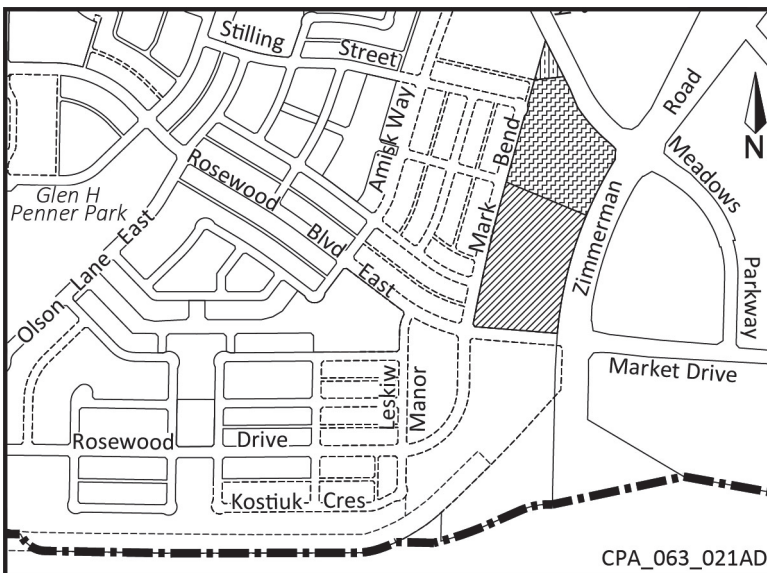 Stilling
Street
Road
Meadows
N
Amisk Way
Bend
Rosewood
Glen H
Penner Park
Mark
Zimmerman
Blvd
East
Olson Lane East
Parkway
Market Drive
Leskiw
Manor
Rosewood
Drive
Kostiuk Cres
CPA_063_021AD